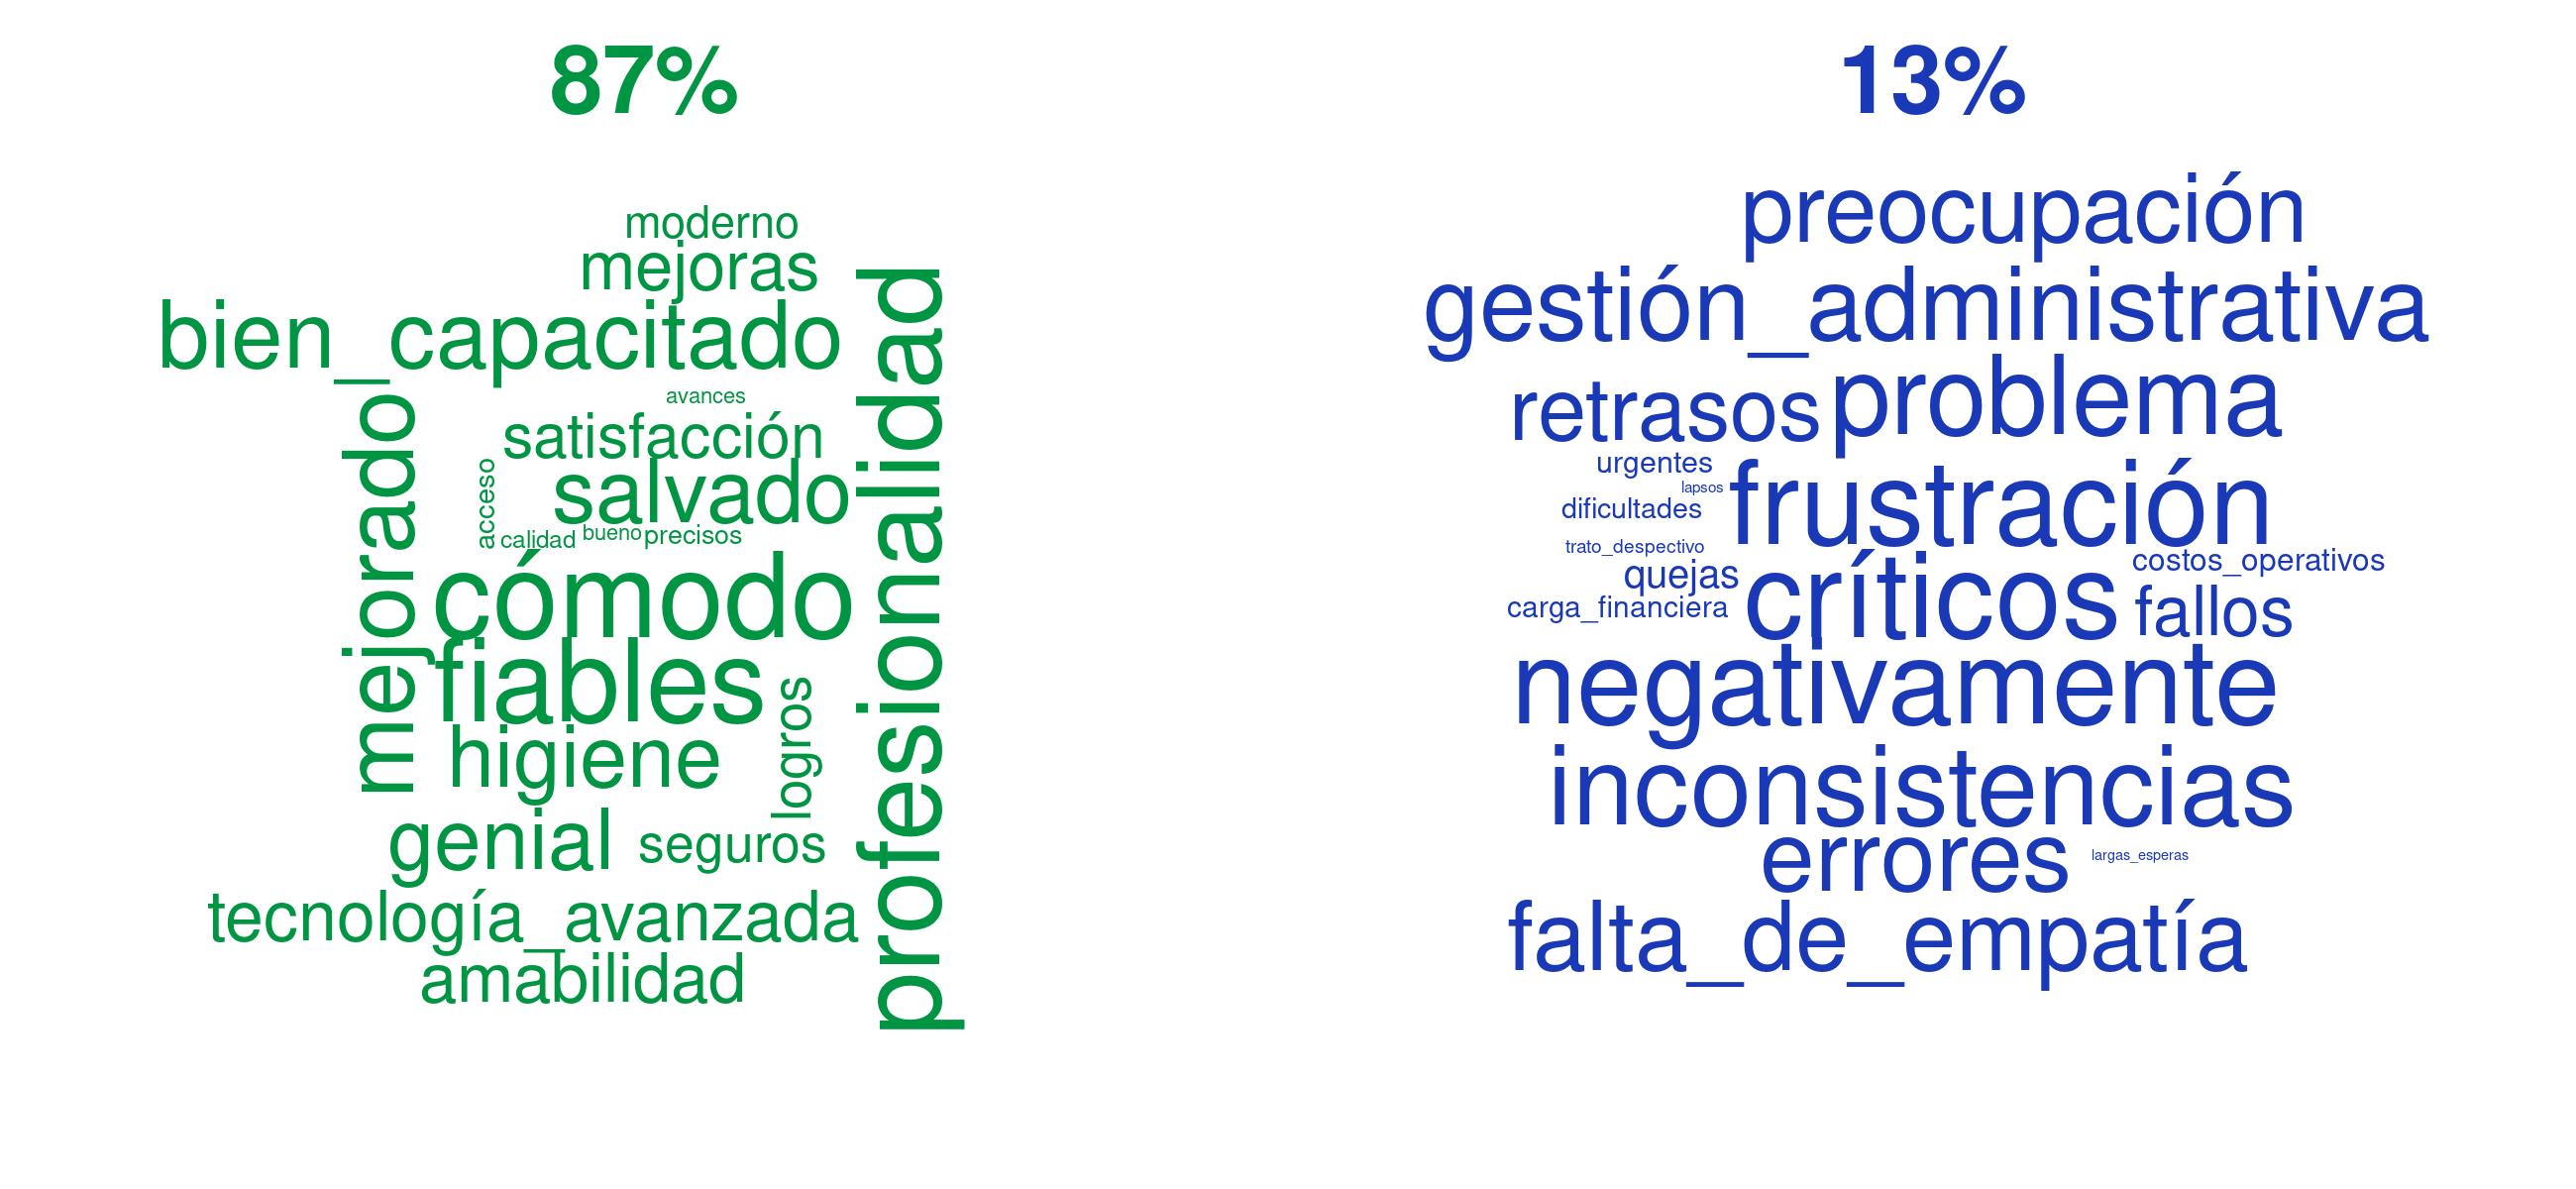 87%
moderno
mejoras
bien_capacitado
profesionalidad
mejorado
avances
satisfacción
acceso
salvado
calidad
bueno
precisos
cómodo
fiables
higiene
logros
genial
seguros
tecnología_avanzada
amabilidad
13%
preocupación
gestión_administrativa
retrasos
problema
urgentes
lapsos
dificultades
frustración
trato_despectivo
quejas
carga_financiera
críticos
costos_operativos
fallos
negativamente
inconsistencias
errores
largas_esperas
falta_de_empatía